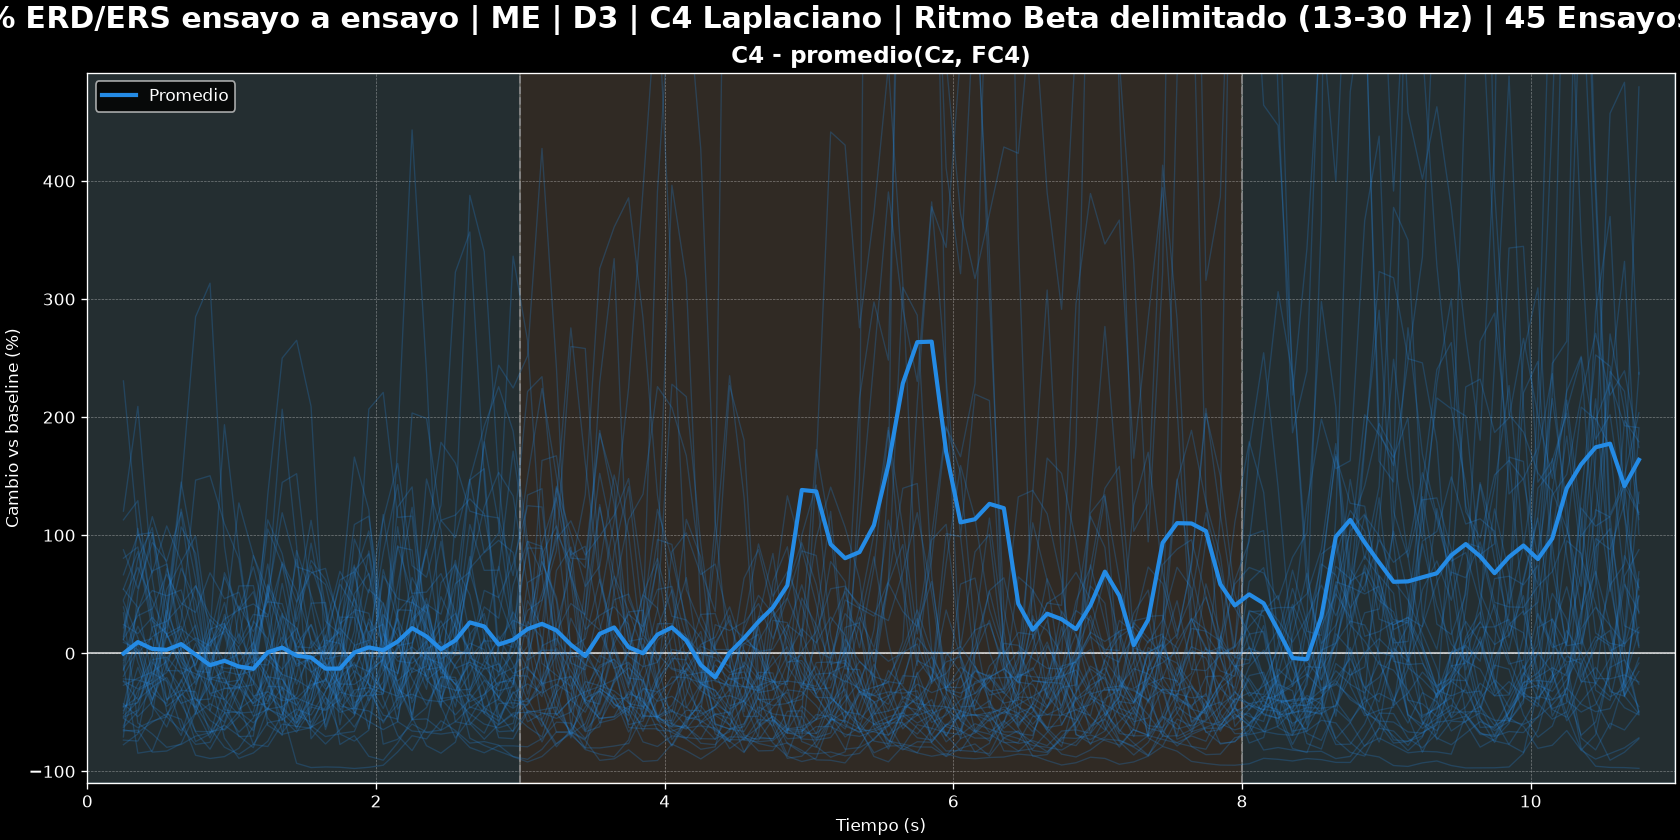 % ERD/ERS ensayo a ensayo | ME | D3 | C4 Laplaciano | Ritmo Beta delimitado (13-30 Hz) | 45 Ensayos
C4 - promedio(Cz, FC4)
Promedio
Cambio vs baseline (%)
400
300
200
100
0
−100
0 2 4 6 8 10
Tiempo (s)